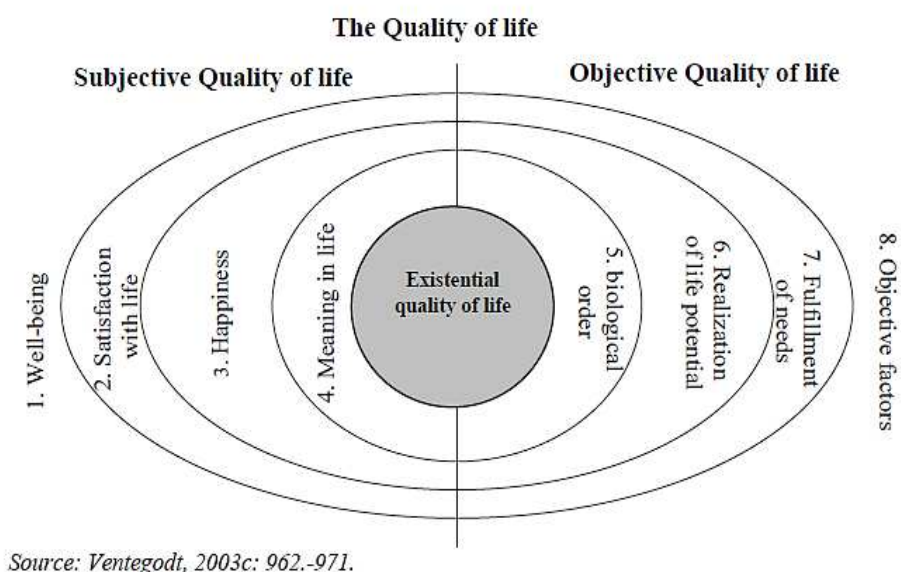 The Quality of life
Subjective Quality of life
Objective Quality of life
1. Well-being
2. Satisfaction
with life
3. Happiness
4. Meaning in life
Existential
quality of life
5. biological
order
6. Realization
of life potential
7. Fulfillment
of needs
8. Objective factors
Source: Ventegodt, 2003c: 962.-971.